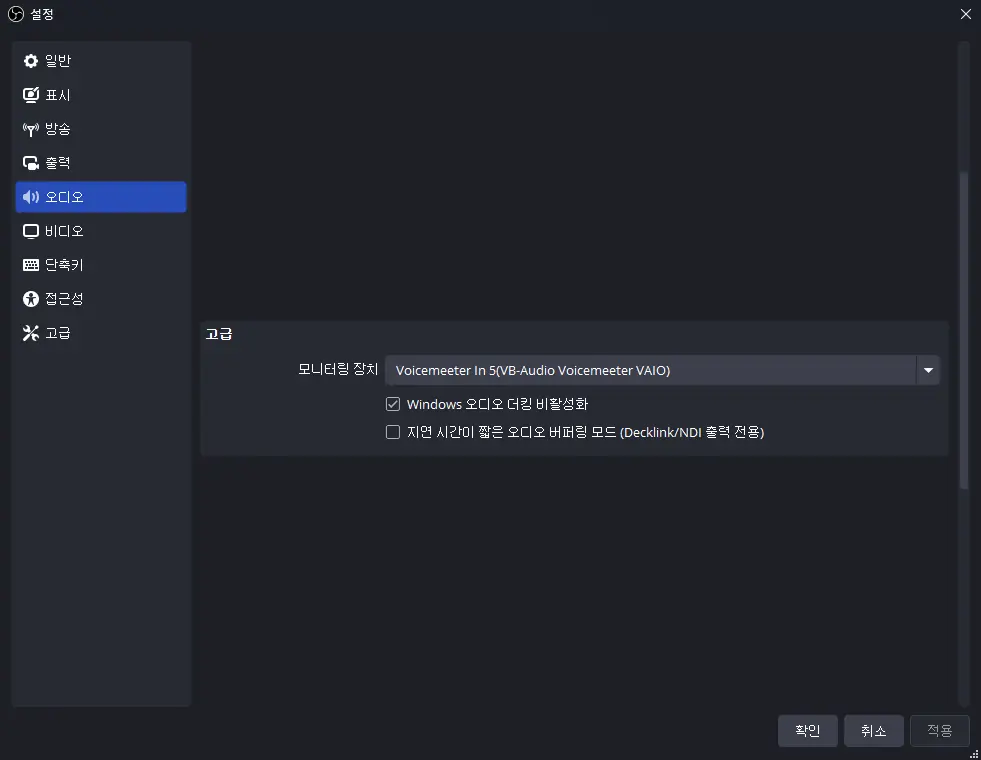 설정
일반
표시
방송
출력
오디오
비디오
단축키
접근성
고급
고급
모니터링 장치 Voicemeeter In 5(VB-Audio Voicemeeter VAIO)
Windows 오디오 더킹 비활성화
지연 시간이 짧은 오디오 버퍼링 모드 (Decklink/NDI 출력 전용)
확인 취소 적용